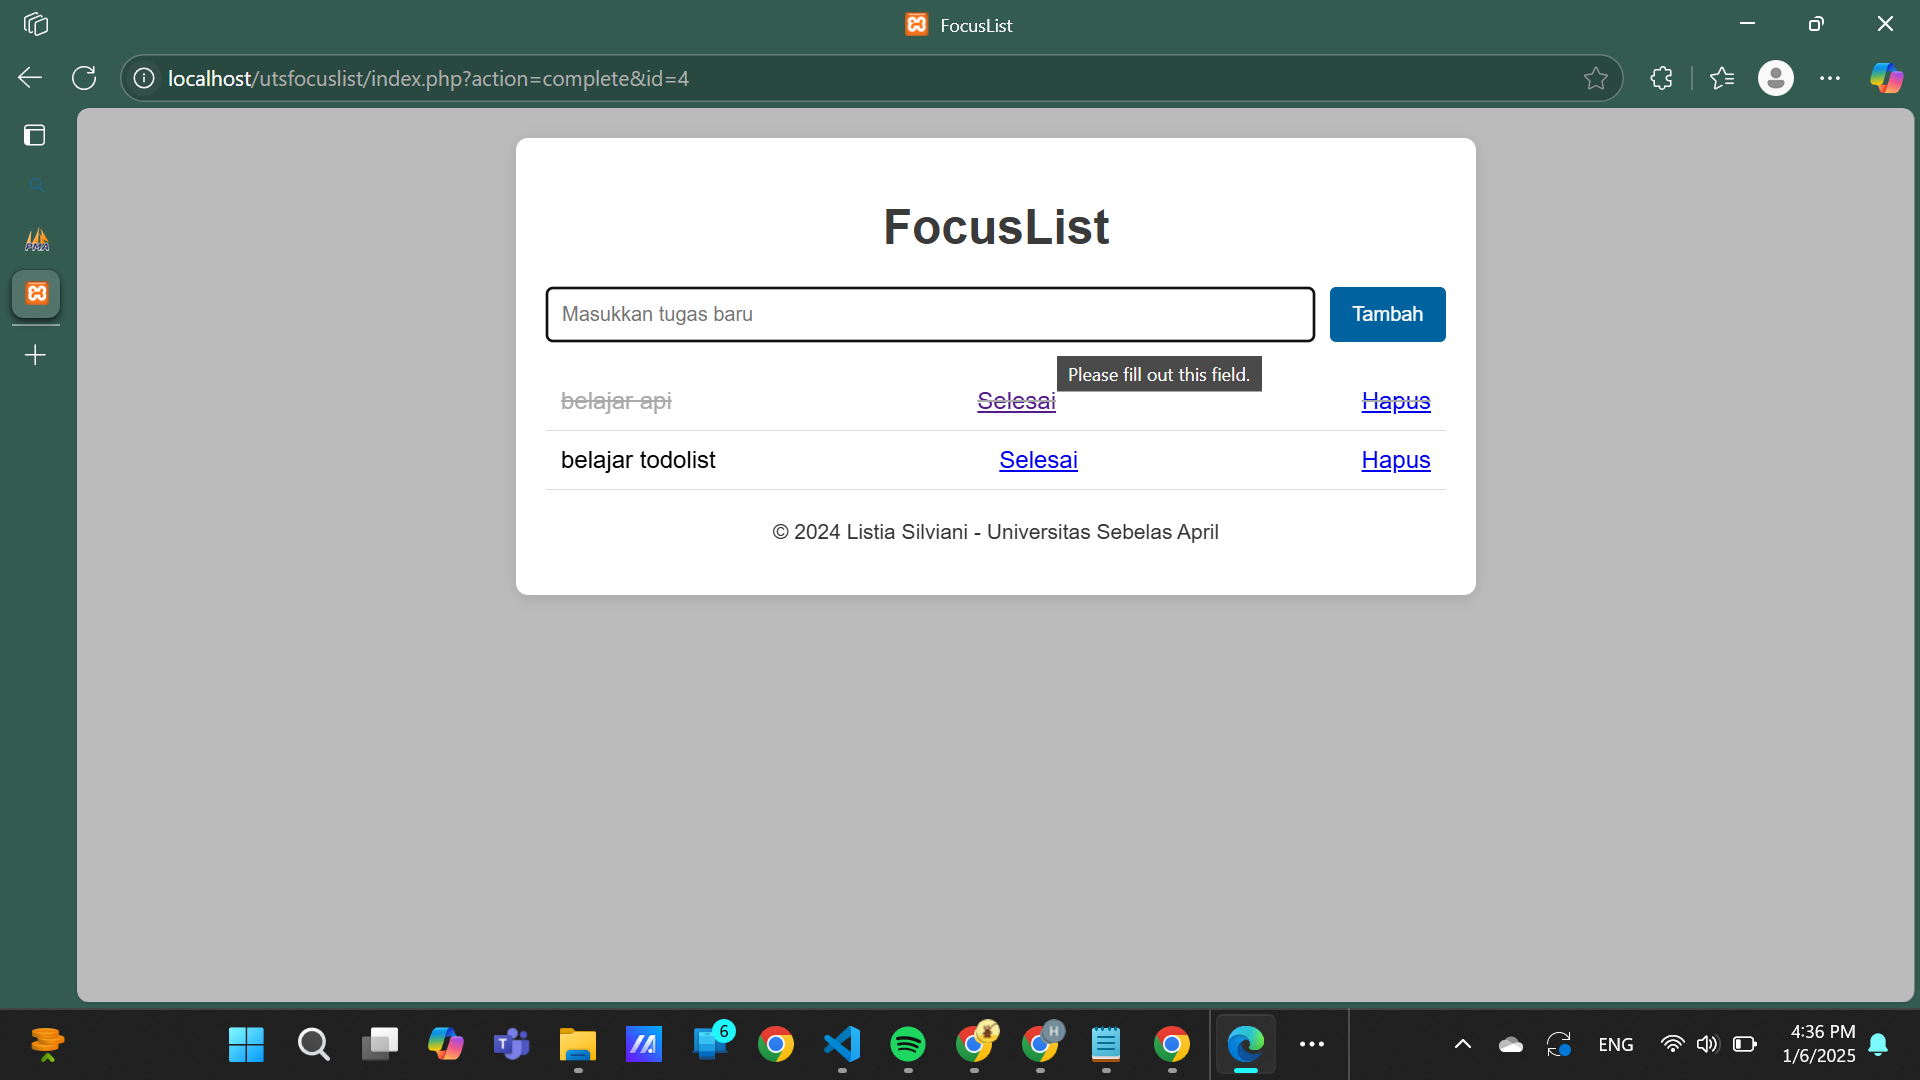 FocusList
localhost/utsfocuslist/index.php?action=complete&id=4
FocusList
Masukkan tugas baru
Tambah
Please fill out this field.
belajar api Selesai Hapus
belajar todolist Selesai Hapus
© 2024 Listia Silviani - Universitas Sebelas April
6
H
ENG
4:36 PM
1/6/2025